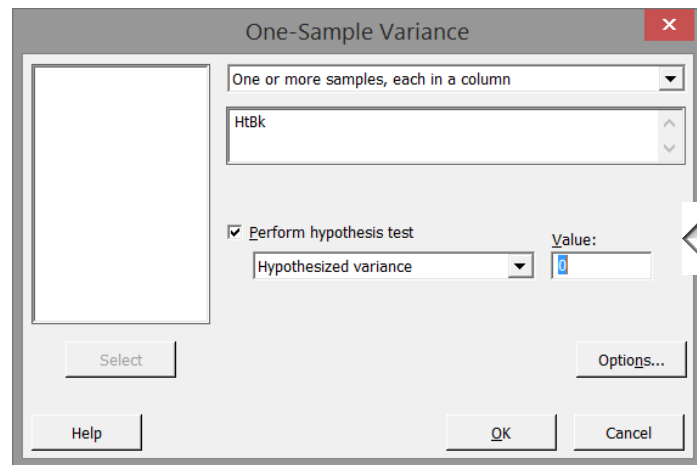 One-Sample Variance
One or more samples, each in a column
HtBk
Perform hypothesis test
Value:
Hypothesized variance
0
Select
Options...
Help
OK
Cancel